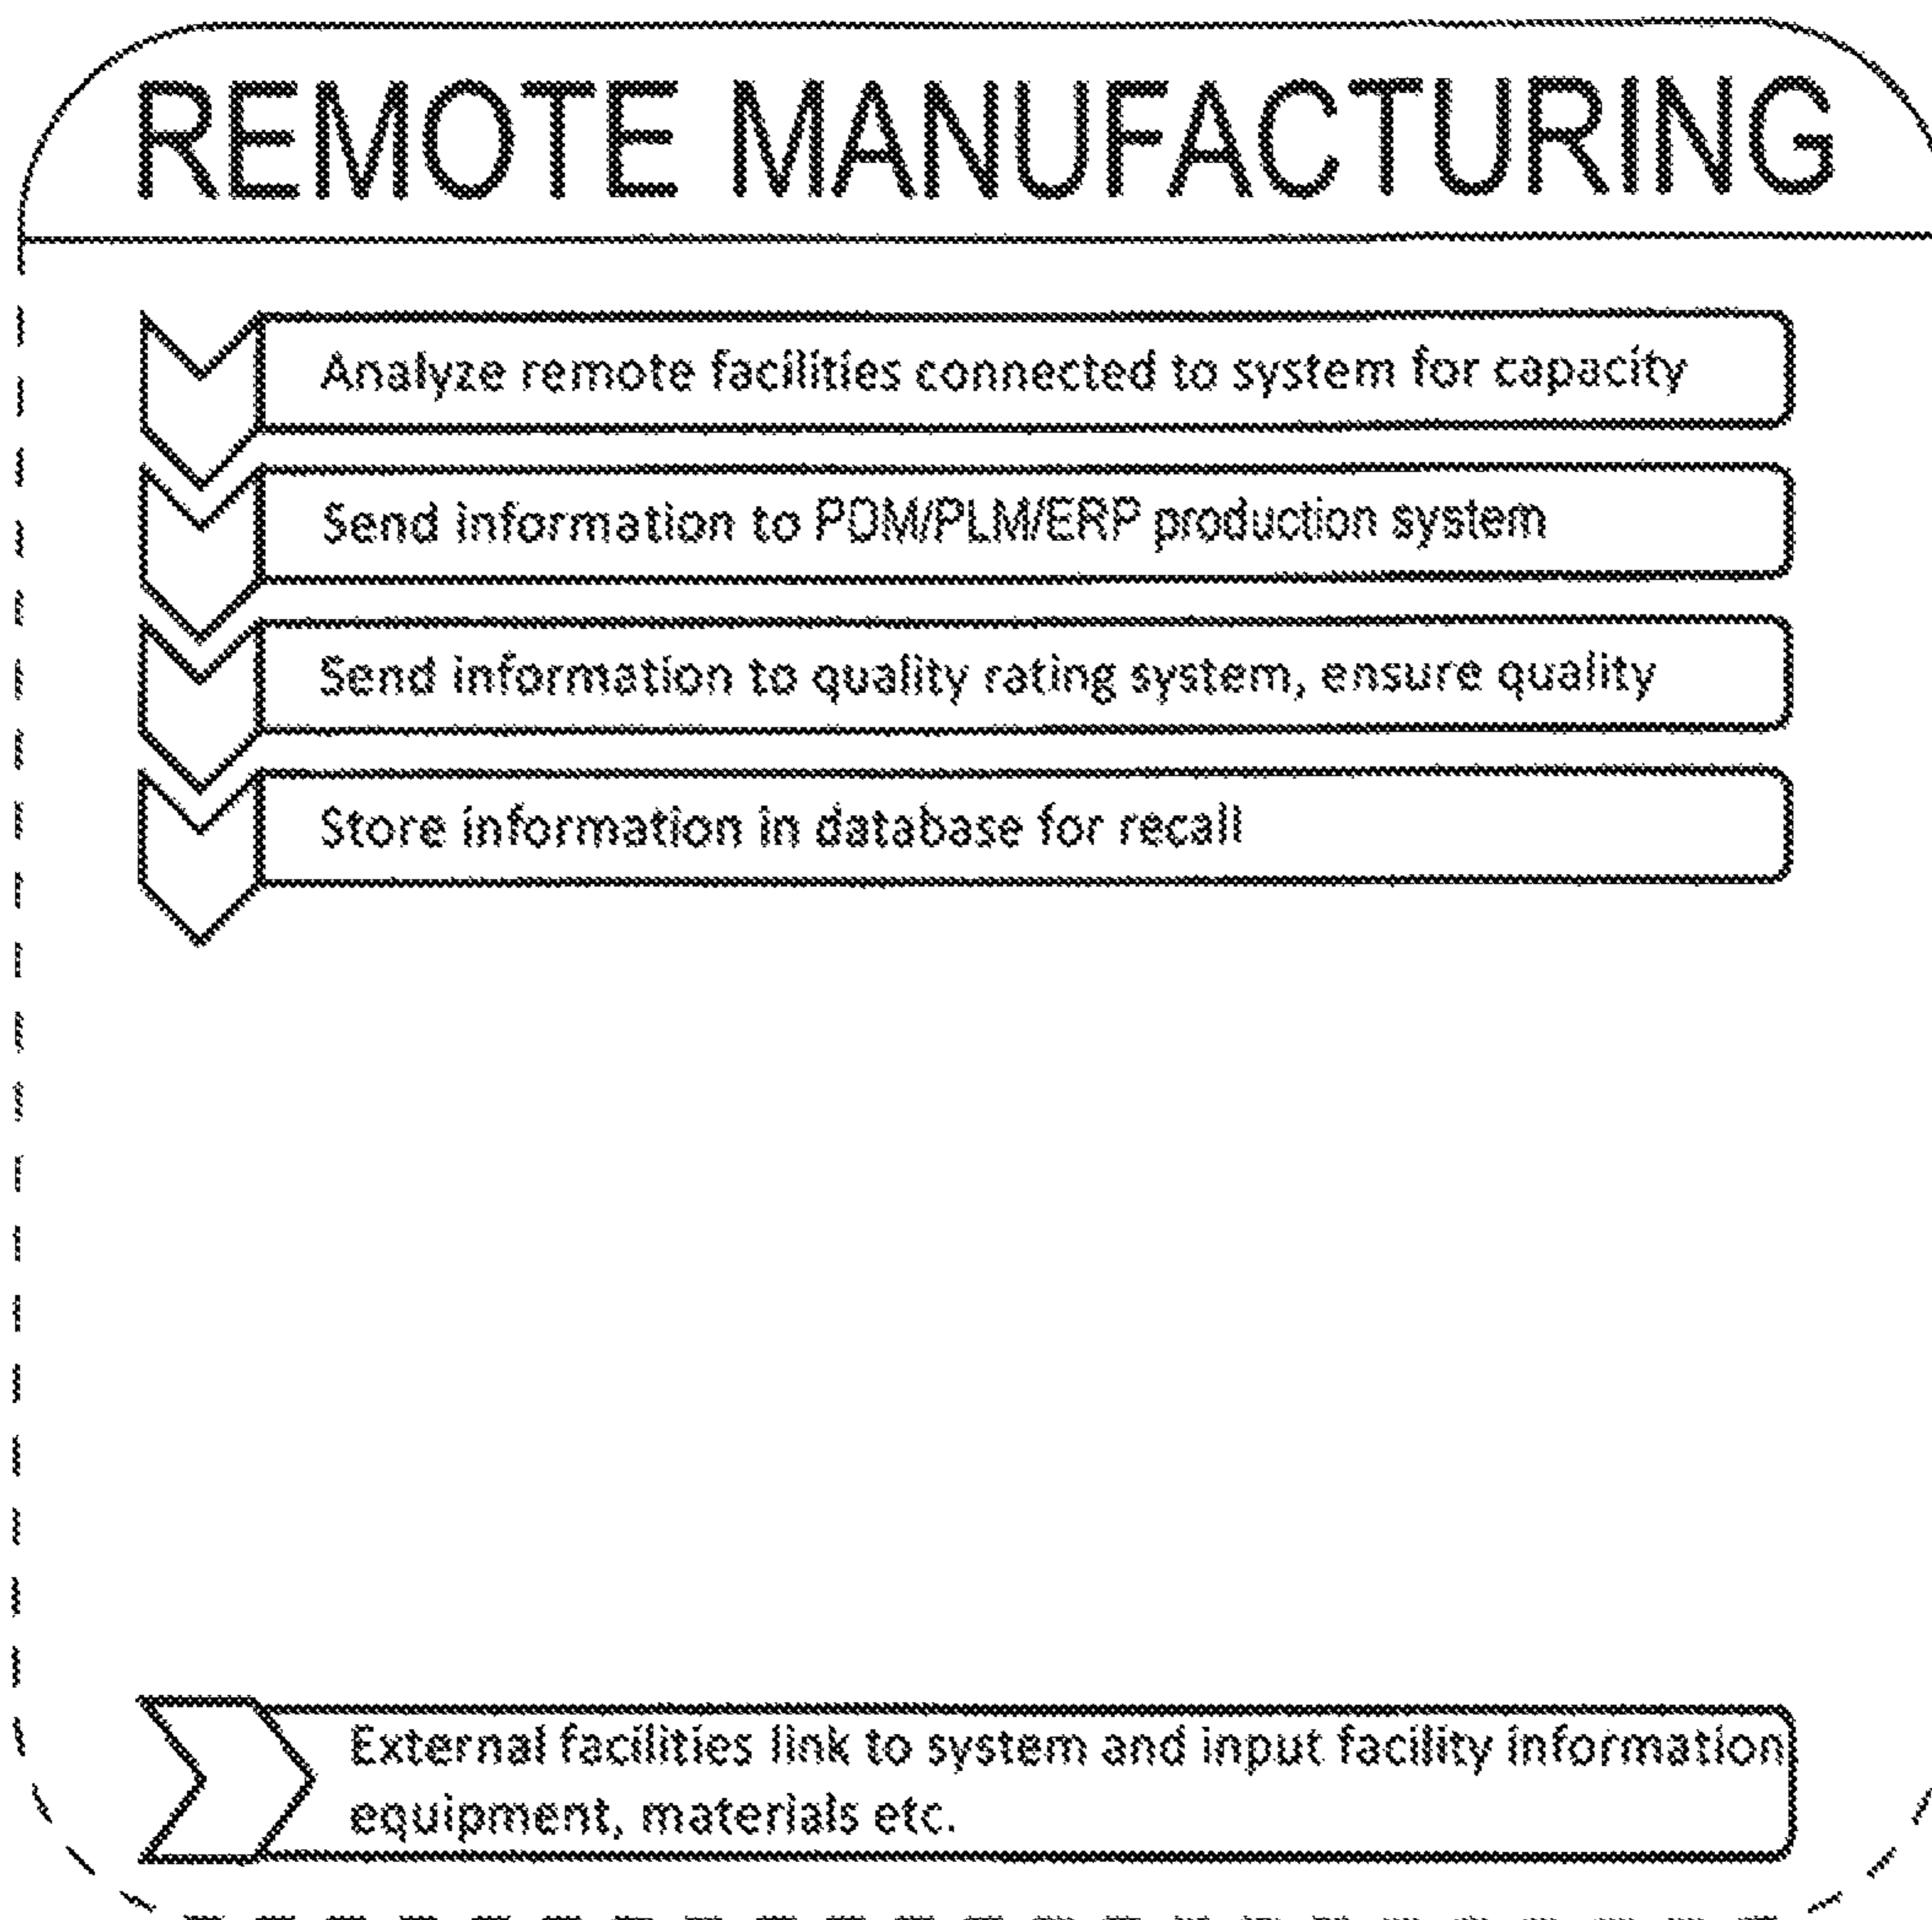 REMOTE MANUFACTURING
Analyze remote facilities connected to system for capacity
Send information to PDM/PLM/ERP production system
Send information to quality rating system, ensure quality
Store information in database for recall
External facilities link to system and input facility information
equipment, materials etc.